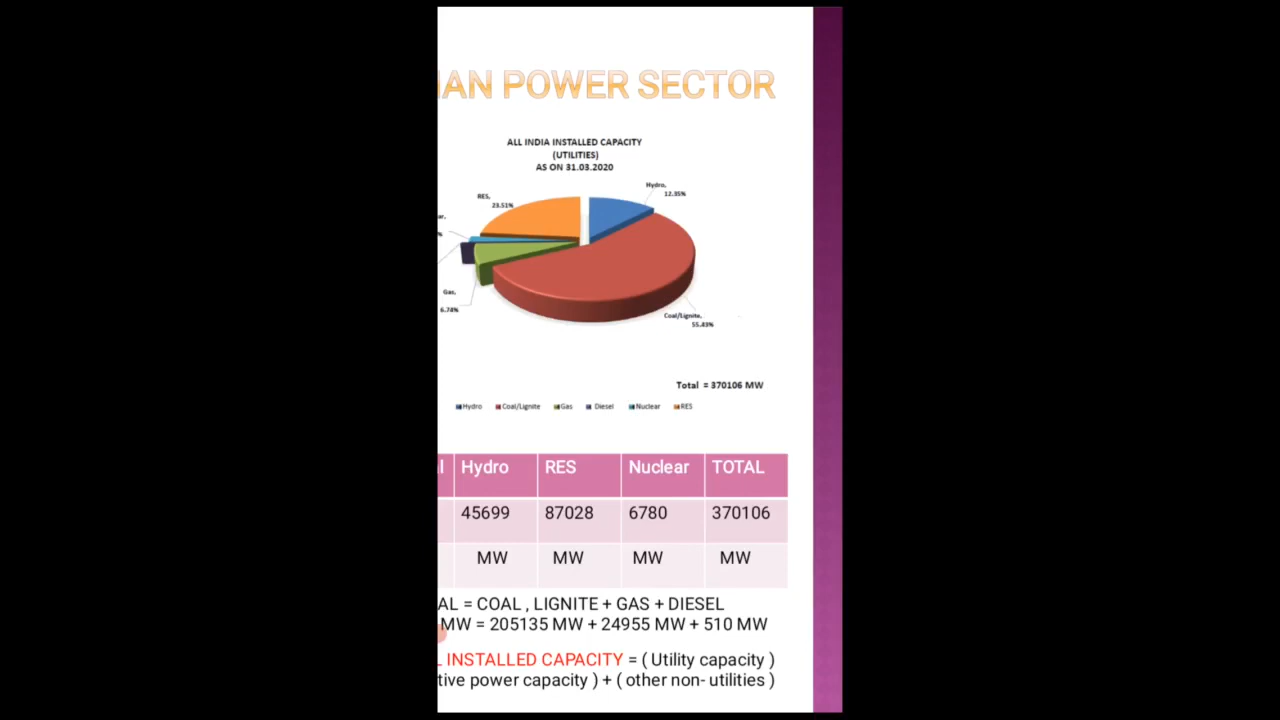 IAN POWER SECTOR
ALL INDIA INSTALLED CAPACITY
(UTILITIES)
AS ON 31.03.2020
Hydro,
12.35%
RES,
23.51%
ar,
%
Gas,
6.74%
Coal/Lignite,
55.43%
Total = 370106 MW
Hydro Coal/Lignite Gas Diesel Nuclear RES
l Hydro RES Nuclear TOTAL
45699 87028 6780 370106
MW MW MW MW
AL = COAL , LIGNITE + GAS + DIESEL
MW = 205135 MW + 24955 MW + 510 MW
L INSTALLED CAPACITY = ( Utility capacity )
tive power capacity ) + ( other non- utilities )